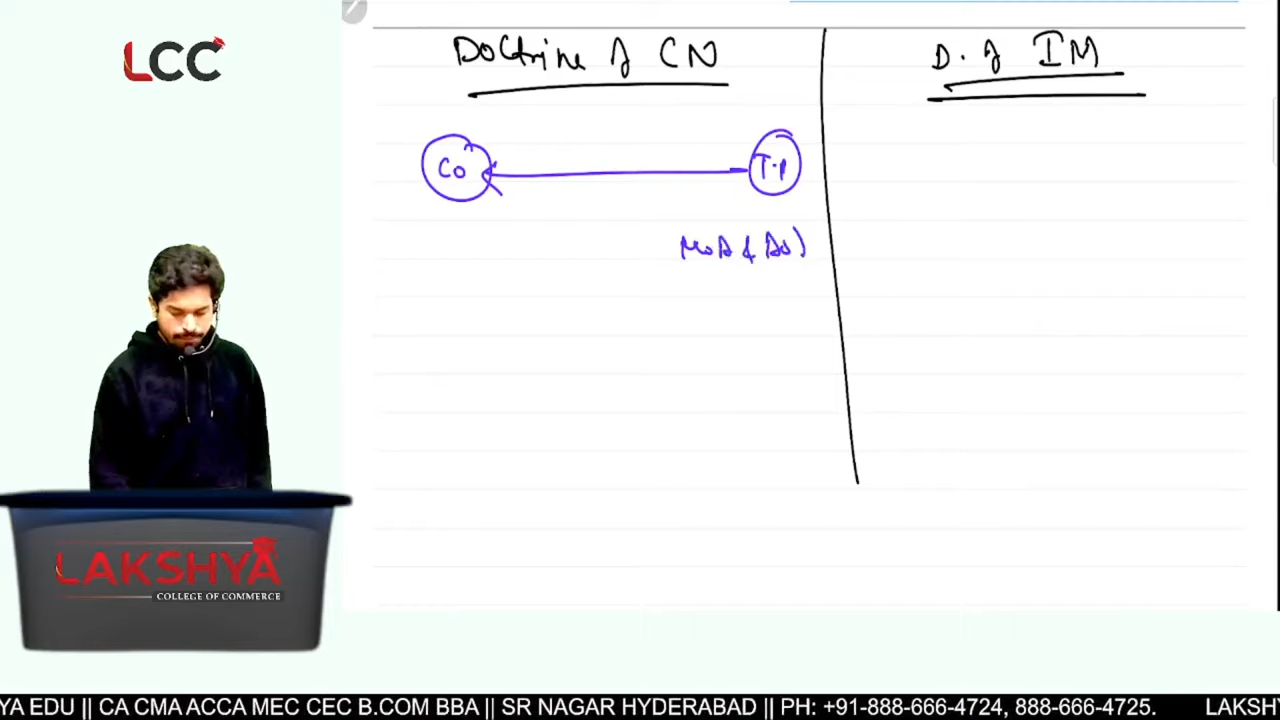 LCC
Doctrine of CN
D. of IM
Co
T.P
MoA & AoA
LAKSHYA
COLLEGE OF COMMERCE
YA EDU || CA CMA ACCA MEC CEC B.COM BBA || SR NAGAR HYDERABAD || PH: +91-888-666-4724, 888-666-4725. LAKSH